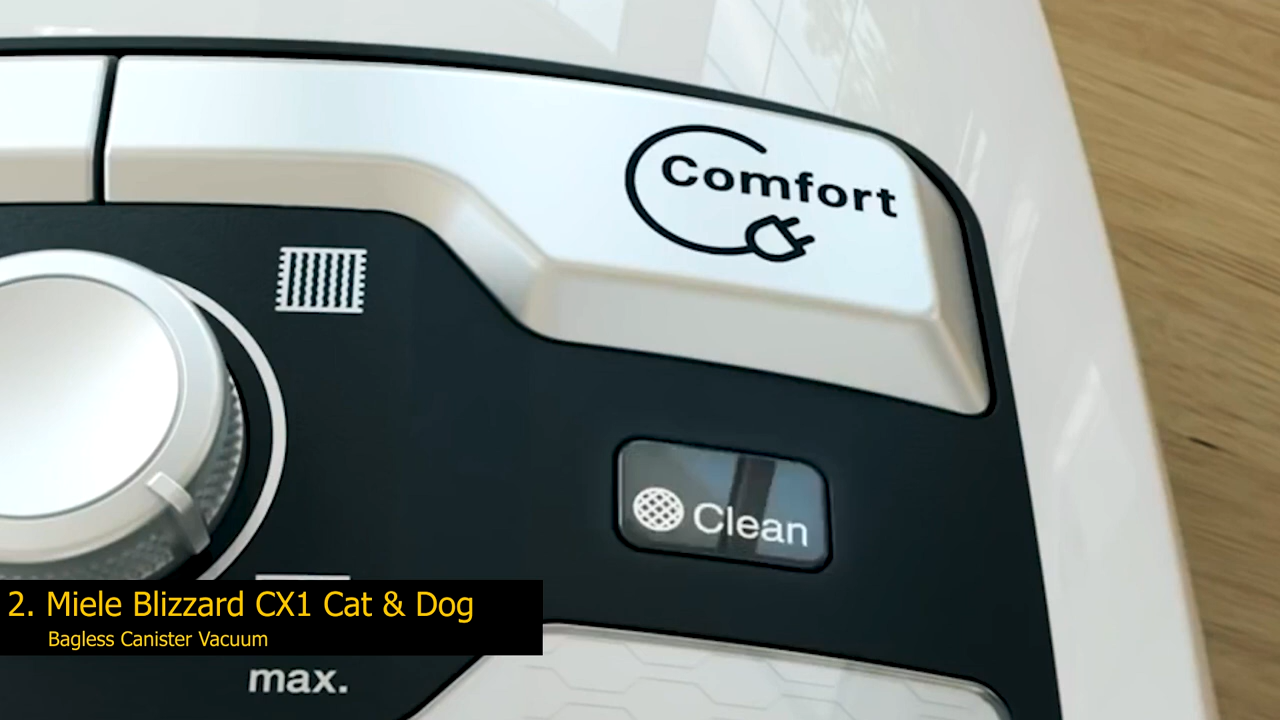 Comfort
Clean
2. Miele Blizzard CX1 Cat & Dog
Bagless Canister Vacuum
max.